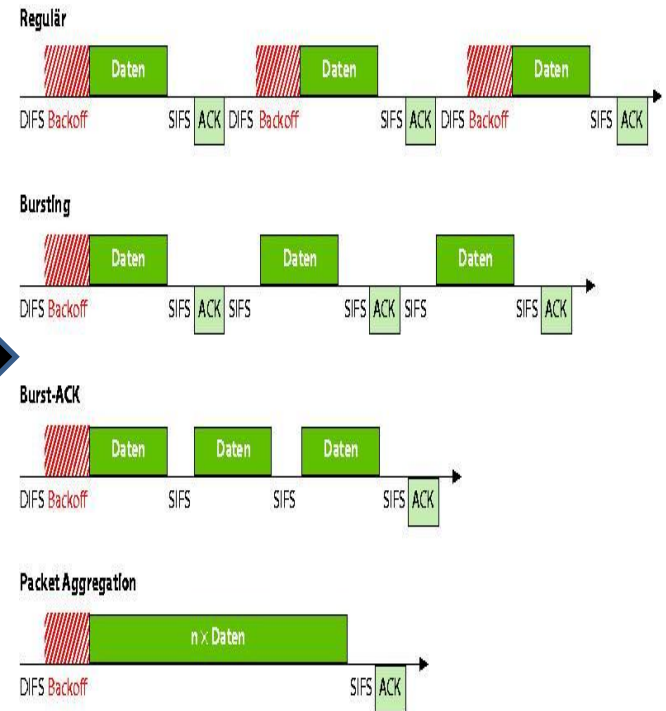 Regulär
Daten Daten Daten
DIFS Backoff SIFS ACK DIFS Backoff SIFS ACK DIFS Backoff SIFS ACK
Bursting
Daten Daten Daten
DIFS Backoff SIFS ACK SIFS SIFS ACK SIFS SIFS ACK
Burst-ACK
Daten Daten Daten
DIFS Backoff SIFS SIFS SIFS ACK
Packet Aggregation
n × Daten
DIFS Backoff SIFS ACK